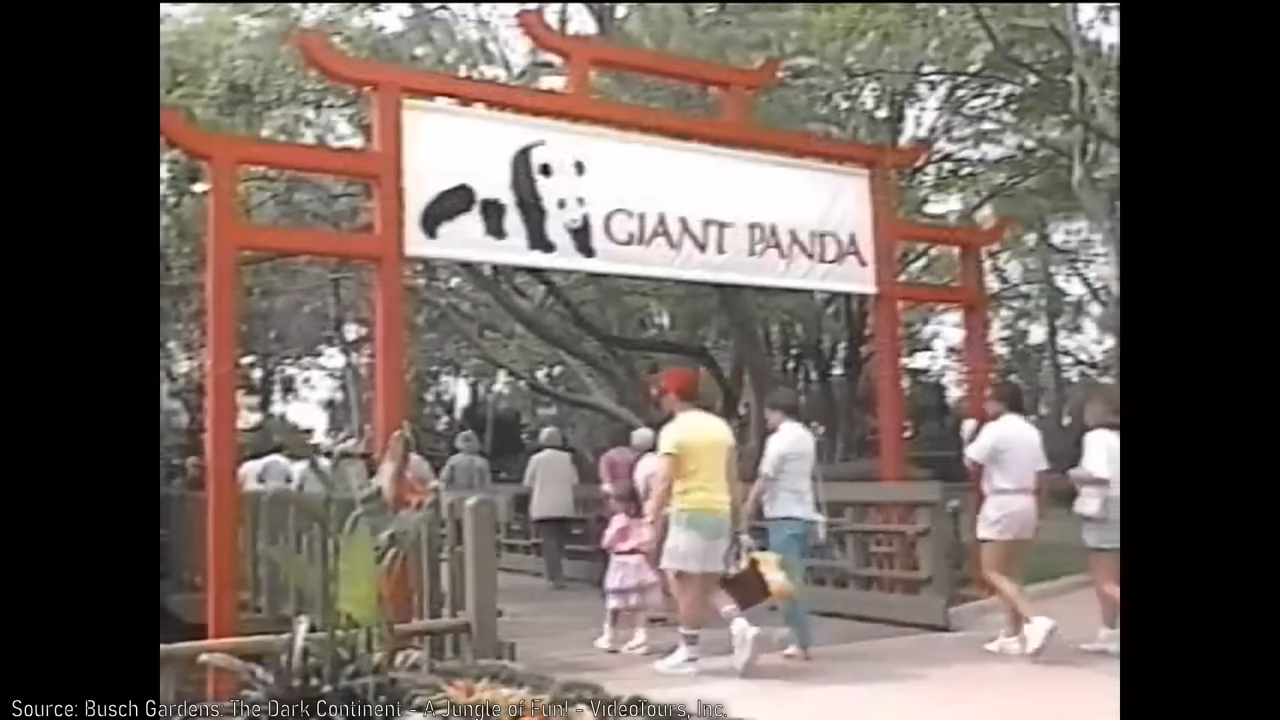 GIANT PANDA
Source: Busch Gardens: The Dark Continent - A Jungle of Fun! - VideoTours, Inc.